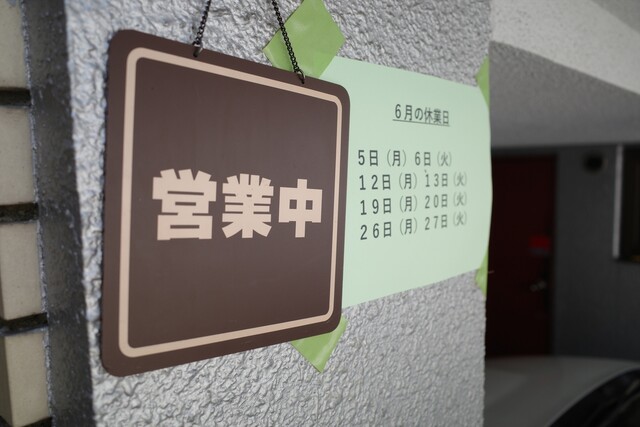 営業中
6月の休業日
5日(月) 6日(火)
12日(月) 13日(火)
19日(月) 20日(火)
26日(月) 27日(火)